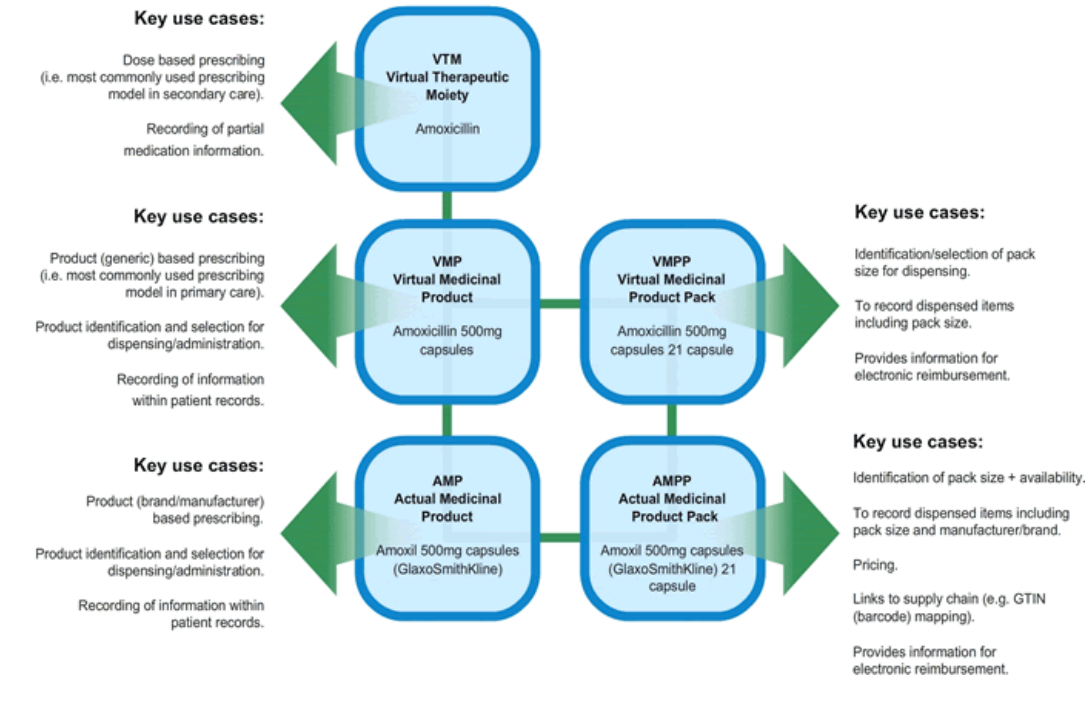 Key use cases:
Dose based prescribing
(i.e. most commonly used prescribing
model in secondary care).
Recording of partial
medication information.
VTM
Virtual Therapeutic
Moiety
Amoxicillin
Key use cases:
Product (generic) based prescribing
(i.e. most commonly used prescribing
model in primary care).
Product identification and selection for
dispensing/administration.
Recording of information
within patient records.
VMP
Virtual Medicinal
Product
Amoxicillin 500mg
capsules
VMPP
Virtual Medicinal
Product Pack
Amoxicillin 500mg
capsules 21 capsule
Key use cases:
Identification/selection of pack
size for dispensing.
To record dispensed items
including pack size.
Provides information for
electronic reimbursement.
Key use cases:
Product (brand/manufacturer)
based prescribing.
Product identification and selection for
dispensing/administration.
Recording of information within
patient records.
AMP
Actual Medicinal
Product
Amoxil 500mg capsules
(GlaxoSmithKline)
AMPP
Actual Medicinal
Product Pack
Amoxil 500mg capsules
(GlaxoSmithKline) 21
capsule
Key use cases:
Identification of pack size + availability.
To record dispensed items including
pack size and manufacturer/brand.
Pricing.
Links to supply chain (e.g. GTIN
(barcode) mapping).
Provides information for
electronic reimbursement.